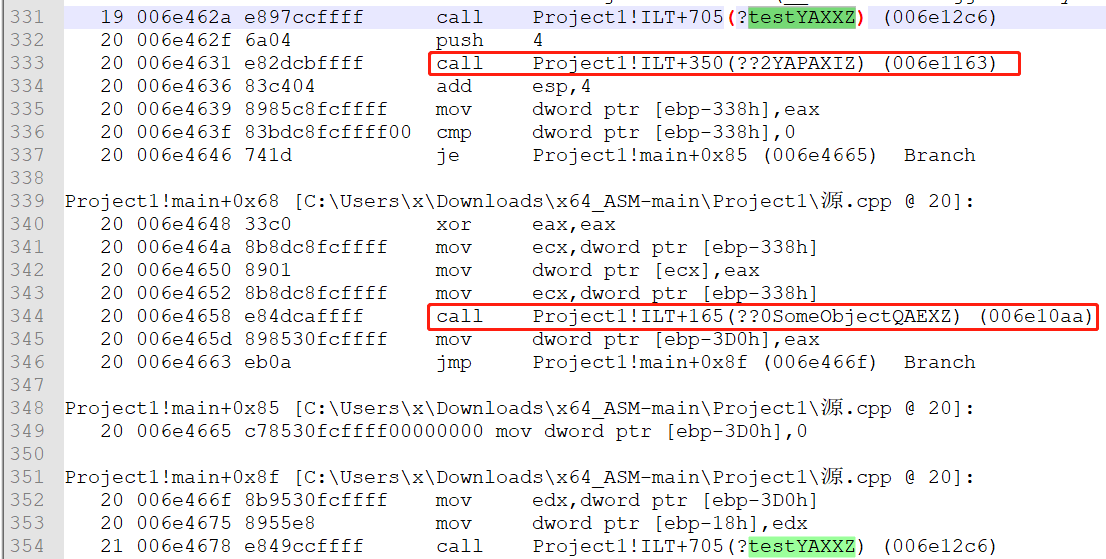 331 19 006e462a e897ccffff call Project1!ILT+705(?testYAXXZ) (006e12c6)
332 20 006e462f 6a04 push 4
333 20 006e4631 e82dcbffff call Project1!ILT+350(??2YAPAXIZ) (006e1163)
334 20 006e4636 83c404 add esp,4
335 20 006e4639 8985c8fcffff mov dword ptr [ebp-338h],eax
336 20 006e463f 83bdc8fcffff00 cmp dword ptr [ebp-338h],0
337 20 006e4646 741d je Project1!main+0x85 (006e4665) Branch
338
339 Project1!main+0x68 [C:\Users\x\Downloads\x64_ASM-main\Project1\源.cpp @ 20]:
340 20 006e4648 33c0 xor eax,eax
341 20 006e464a 8b8dc8fcffff mov ecx,dword ptr [ebp-338h]
342 20 006e4650 8901 mov dword ptr [ecx],eax
343 20 006e4652 8b8dc8fcffff mov ecx,dword ptr [ebp-338h]
344 20 006e4658 e84dcaffff call Project1!ILT+165(??0SomeObjectQAEXZ) (006e10aa)
345 20 006e465d 898530fcffff mov dword ptr [ebp-3D0h],eax
346 20 006e4663 eb0a jmp Project1!main+0x8f (006e466f) Branch
347
348 Project1!main+0x85 [C:\Users\x\Downloads\x64_ASM-main\Project1\源.cpp @ 20]:
349 20 006e4665 c78530fcffff00000000 mov dword ptr [ebp-3D0h],0
350
351 Project1!main+0x8f [C:\Users\x\Downloads\x64_ASM-main\Project1\源.cpp @ 20]:
352 20 006e466f 8b9530fcffff mov edx,dword ptr [ebp-3D0h]
353 20 006e4675 8955e8 mov dword ptr [ebp-18h],edx
354 21 006e4678 e849ccffff call Project1!ILT+705(?testYAXXZ) (006e12c6)